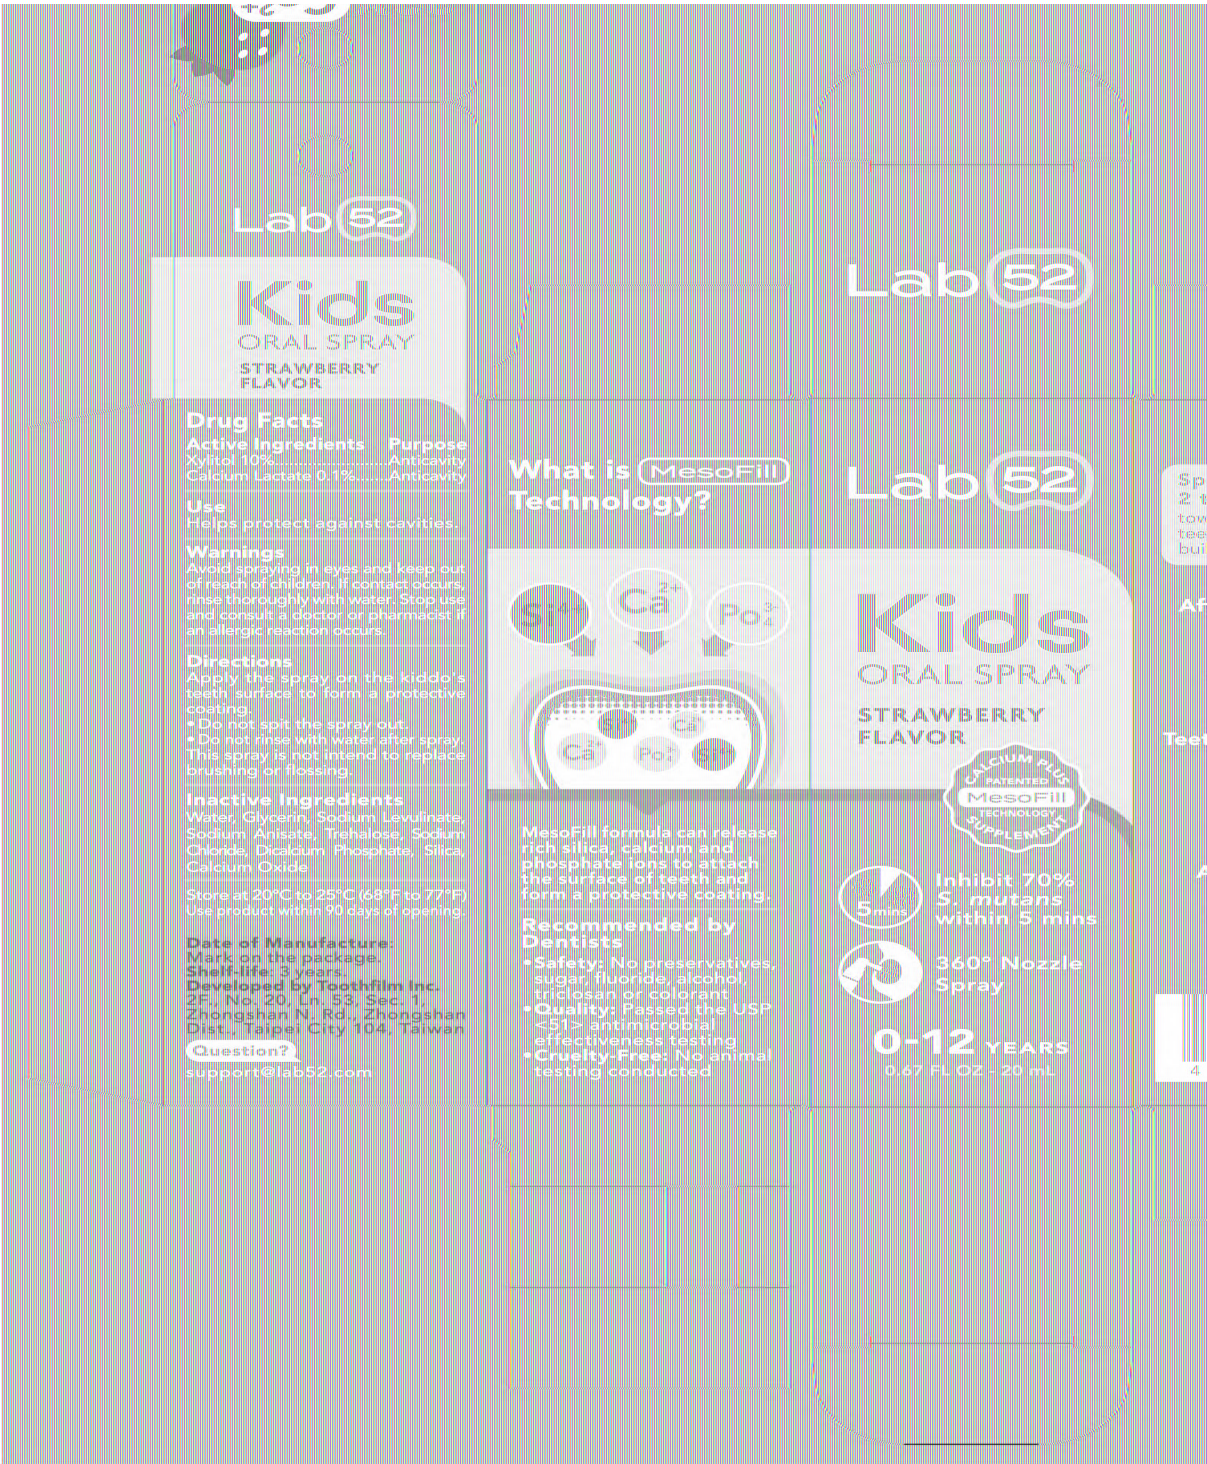 Lab 52
Kids
ORAL SPRAY
STRAWBERRY
FLAVOR
Drug Facts
Active Ingredients Purpose
Xylitol 10%........................Anticavity
Calcium Lactate 0.1%.......Anticavity
Use
Helps protect against cavities.
Warnings
Avoid spraying in eyes and keep out
of reach of children. If contact occurs,
rinse thoroughly with water. Stop use
and consult a doctor or pharmacist if
an allergic reaction occurs.
Directions
Apply the spray on the kiddo's
teeth surface to form a protective
coating.
• Do not spit the spray out.
• Do not rinse with water after spray.
This spray is not intend to replace
brushing or flossing.
Inactive Ingredients
Water, Glycerin, Sodium Levulinate,
Sodium Anisate, Trehalose, Sodium
Chloride, Dicalcium Phosphate, Silica,
Calcium Oxide
Store at 20°C to 25°C (68°F to 77°F)
Use product within 90 days of opening.
Date of Manufacture:
Mark on the package.
Shelf-life: 3 years.
Developed by Toothfilm Inc.
2F., No. 20, Ln. 53, Sec. 1,
Zhongshan N. Rd., Zhongshan
Dist., Taipei City 104, Taiwan
Question?
support@lab52.com
What is MesoFill
Technology?
Si4+ Ca2+ Po43-
MesoFill formula can release
rich silica, calcium and
phosphate ions to attach
the surface of teeth and
form a protective coating.
Recommended by
Dentists
• Safety: No preservatives,
sugar, fluoride, alcohol,
triclosan or colorant
• Quality: Passed the USP
<51> antimicrobial
effectiveness testing
• Cruelty-Free: No animal
testing conducted
Lab 52
Lab 52
Kids
ORAL SPRAY
STRAWBERRY
FLAVOR
CALCIUM PLUS
PATENTED
MesoFill
TECHNOLOGY
SUPPLEMENT
5 mins
Inhibit 70%
S. mutans
within 5 mins
360° Nozzle
Spray
0-12 YEARS
0.67 FL OZ - 20 mL
4